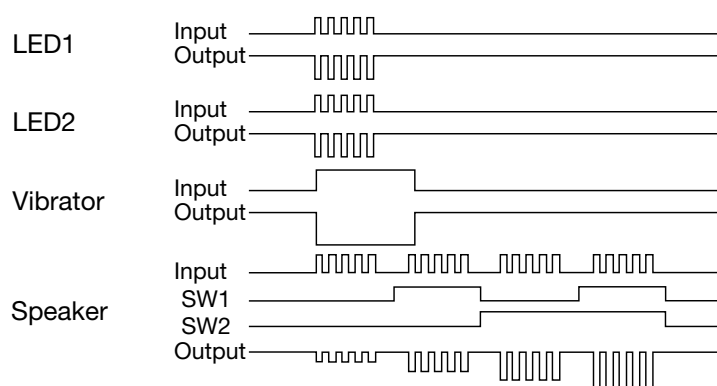 LED1
Input
Output
LED2
Input
Output
Vibrator
Input
Output
Speaker
Input
SW1
SW2
Output